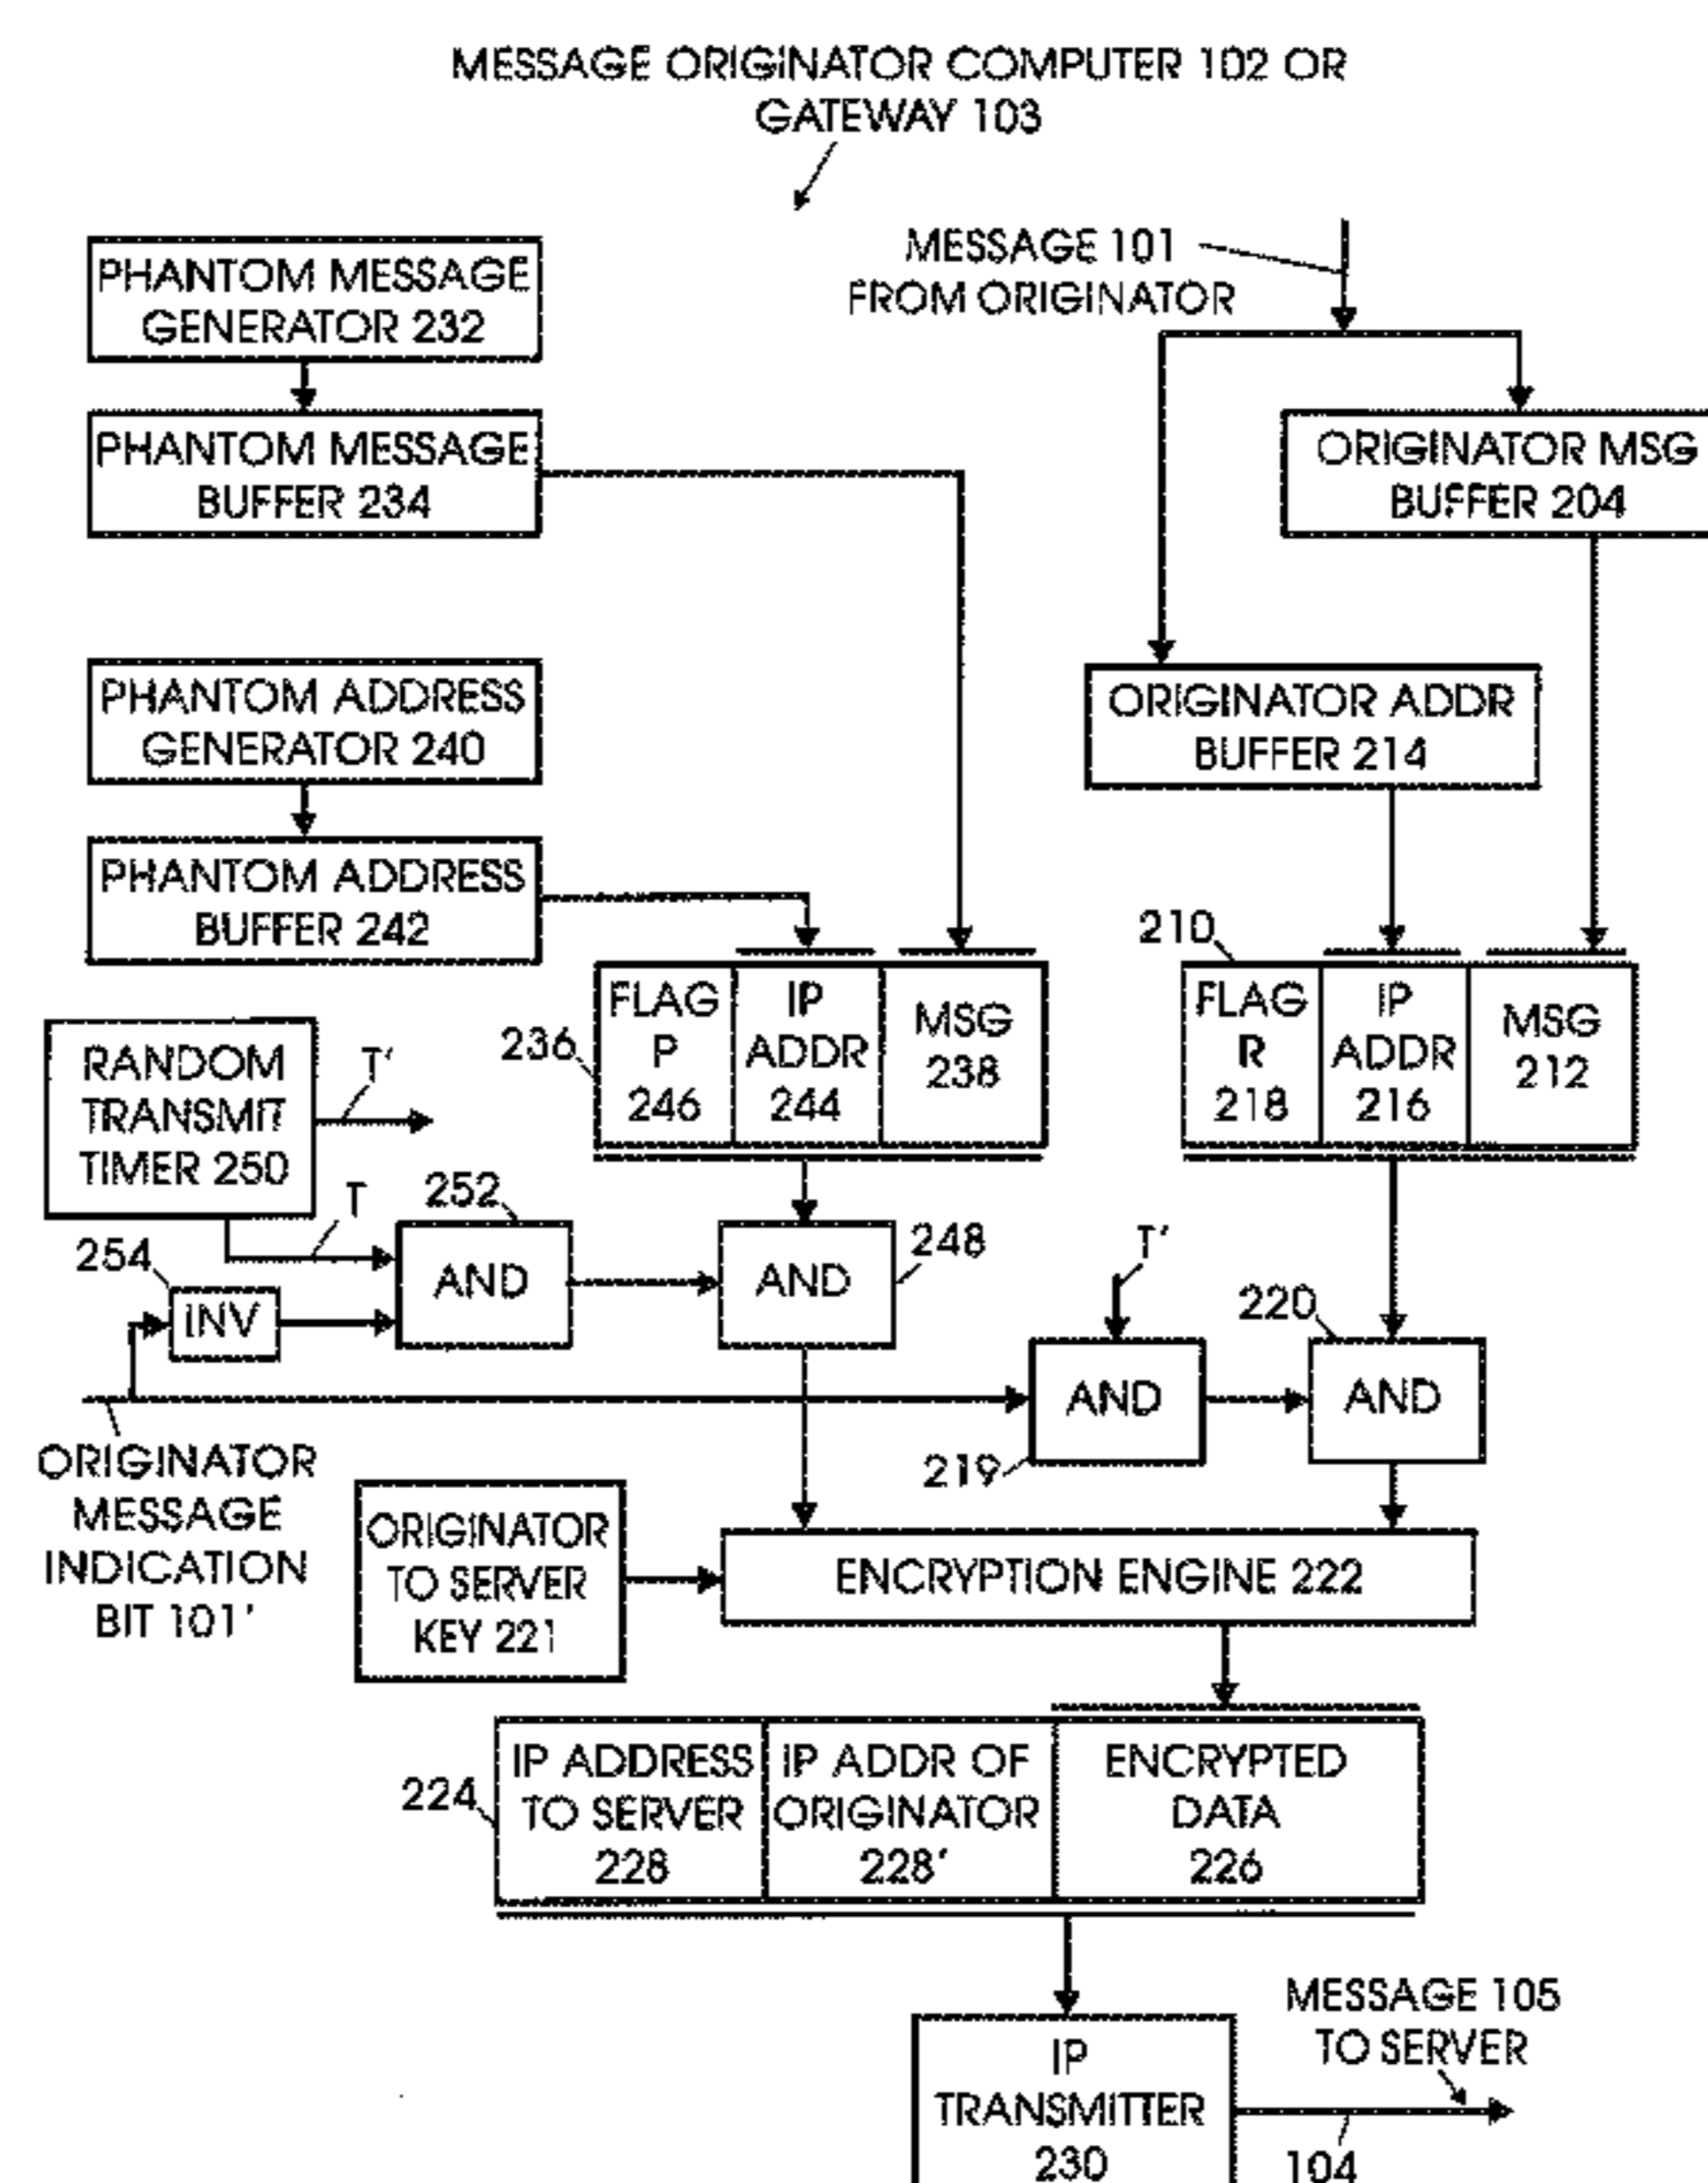 MESSAGE ORIGINATOR COMPUTER 102 OR
GATEWAY 103
MESSAGE 101
FROM ORIGINATOR
PHANTOM MESSAGE
GENERATOR 232
PHANTOM MESSAGE
BUFFER 234
ORIGINATOR MSG
BUFFER 204
PHANTOM ADDRESS
GENERATOR 240
ORIGINATOR ADDR
BUFFER 214
PHANTOM ADDRESS
BUFFER 242
236
FLAG
P
246
IP
ADDR
244
MSG
238
210
FLAG
R
218
IP
ADDR
216
MSG
212
RANDOM
TRANSMIT
TIMER 250
T'
T
252
AND
248
AND
254
INV
T'
219
AND
220
AND
ORIGINATOR
MESSAGE
INDICATION
BIT 101'
ORIGINATOR
TO SERVER
KEY 221
ENCRYPTION ENGINE 222
224
IP ADDRESS
TO SERVER
228
IP ADDR OF
ORIGINATOR
228'
ENCRYPTED
DATA
226
IP
TRANSMITTER
230
MESSAGE 105
TO SERVER
104